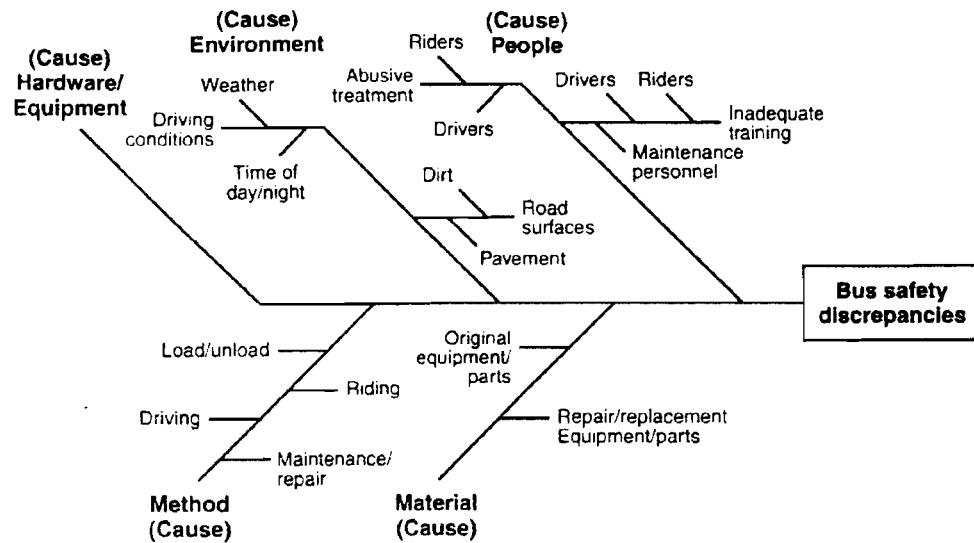 (Cause)
Hardware/
Equipment
(Cause)
Environment
Weather
Driving
conditions
Time of
day/night
Dirt
Road
surfaces
Pavement
(Cause)
People
Riders
Abusive
treatment
Drivers
Drivers
Riders
Inadequate
training
Maintenance
personnel
Bus safety
discrepancies
Load/unload
Riding
Driving
Maintenance/
repair
Method
(Cause)
Original
equipment/
parts
Repair/replacement
Equipment/parts
Material
(Cause)